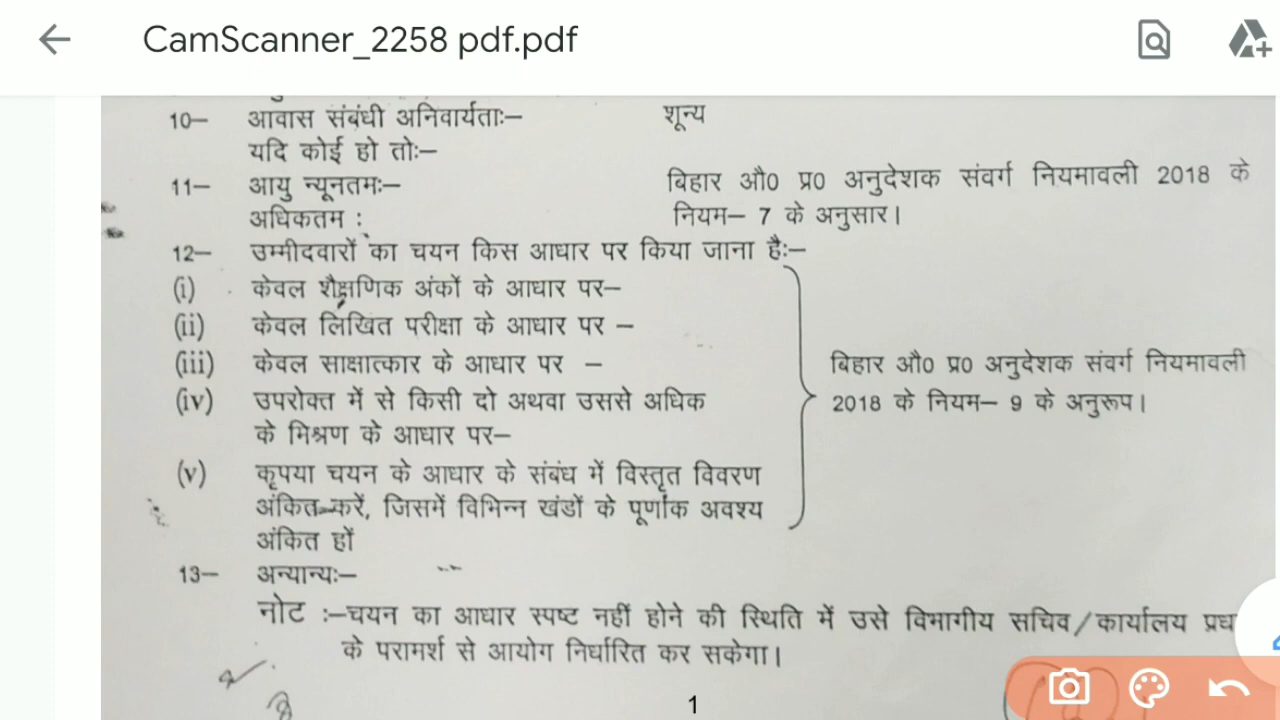 CamScanner_2258 pdf.pdf
10— आवास संबंधी अनिवार्यताः— शून्य
यदि कोई हो तोः—
11— आयु न्यूनतमः— बिहार औ0 प्र0 अनुदेशक संवर्ग नियमावली 2018 के
अधिकतम : नियम— 7 के अनुसार।
12— उम्मीदवारों का चयन किस आधार पर किया जाना हैः—
(i) केवल शैक्षणिक अंकों के आधार पर—
(ii) केवल लिखित परीक्षा के आधार पर —
(iii) केवल साक्षात्कार के आधार पर — बिहार औ0 प्र0 अनुदेशक संवर्ग नियमावली
(iv) उपरोक्त में से किसी दो अथवा उससे अधिक 2018 के नियम— 9 के अनुरूप।
के मिश्रण के आधार पर—
(v) कृपया चयन के आधार के संबंध में विस्तृत विवरण
अंकित करें, जिसमें विभिन्न खंडों के पूर्णांक अवश्य
अंकित हों
13— अन्यान्यः—
नोट :—चयन का आधार स्पष्ट नहीं होने की स्थिति में उसे विभागीय सचिव/कार्यालय
के परामर्श से आयोग निर्धारित कर सकेगा।
1